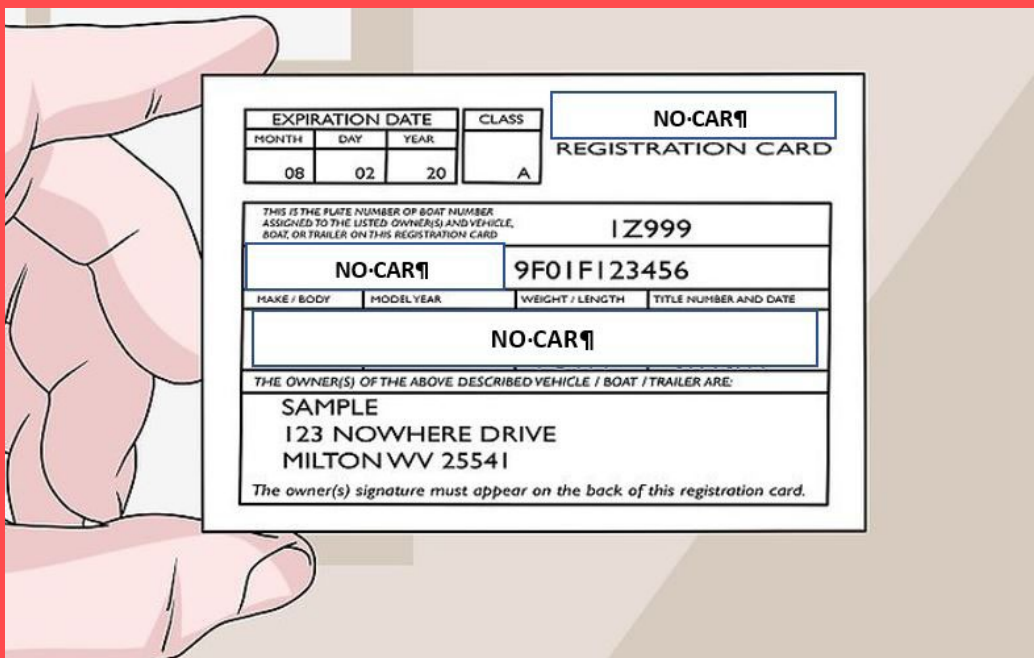 EXPIRATION DATE
CLASS
NO·CAR¶
MONTH DAY YEAR
REGISTRATION CARD
08 02 20
A
THIS IS THE PLATE NUMBER OR BOAT NUMBER
ASSIGNED TO THE LISTED OWNER(S) AND VEHICLE,
BOAT, OR TRAILER ON THIS REGISTRATION CARD
1Z999
NO·CAR¶
9F01F123456
MAKE / BODY MODEL YEAR WEIGHT / LENGTH TITLE NUMBER AND DATE
NO·CAR¶
THE OWNER(S) OF THE ABOVE DESCRIBED VEHICLE / BOAT / TRAILER ARE:
SAMPLE
123 NOWHERE DRIVE
MILTON WV 25541
The owner(s) signature must appear on the back of this registration card.